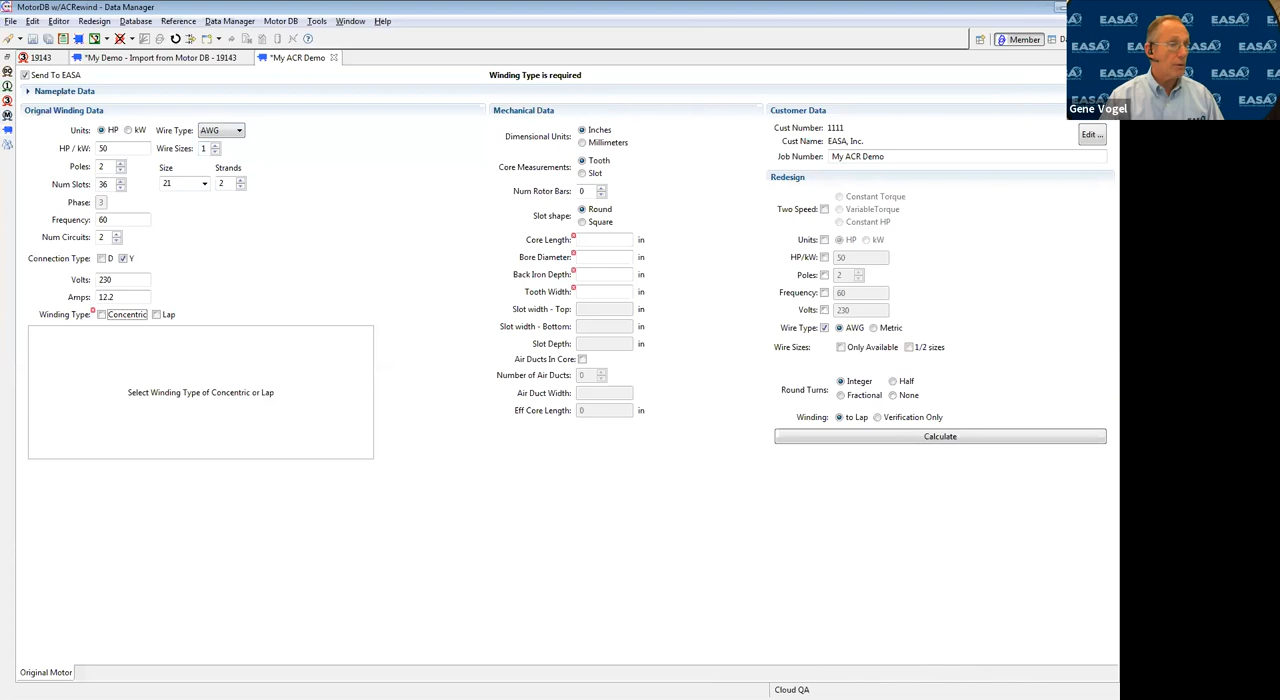 MotorDB w/ACRewind - Data Manager
File Edit Editor Redesign Database Reference Data Manager Motor DB Tools Window Help
Member
19143 *My Demo - Import from Motor DB - 19143 *My ACR Demo
Send To EASA Winding Type is required
Nameplate Data
Orignal Winding Data
Units: HP kW Wire Type: AWG
HP / kW: 50 Wire Sizes: 1
Poles: 2 Size Strands
Num Slots: 36 21 2
Phase: 3
Frequency: 60
Num Circuits: 2
Connection Type: D Y
Volts: 230
Amps: 12.2
Winding Type: Concentric Lap
Select Winding Type of Concentric or Lap
Mechanical Data
Dimensional Units: Inches
Millimeters
Core Measurements: Tooth
Slot
Num Rotor Bars: 0
Slot shape: Round
Square
Core Length: in
Bore Diameter: in
Back Iron Depth: in
Tooth Width: in
Slot width - Top: in
Slot width - Bottom: in
Slot Depth: in
Air Ducts In Core:
Number of Air Ducts: 0
Air Duct Width:
Eff Core Length: 0 in
Customer Data
Cust Number: 1111
Cust Name: EASA, Inc.
Edit ...
Job Number: My ACR Demo
Redesign
Two Speed: Constant Torque
VariableTorque
Constant HP
Units: HP kW
HP/kW: 50
Poles: 2
Frequency: 60
Volts: 230
Wire Type: AWG Metric
Wire Sizes: Only Available 1/2 sizes
Round Turns: Integer Half
Fractional None
Winding: to Lap Verification Only
Calculate
Original Motor
Cloud QA
EASA EASA EASA
EASA EASA
EASA EASA
EASA
Gene Vogel